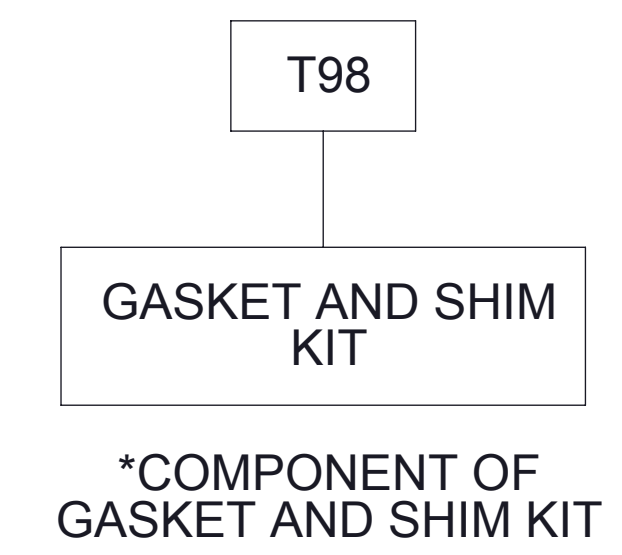 T98
GASKET AND SHIM
KIT
*COMPONENT OF
GASKET AND SHIM KIT